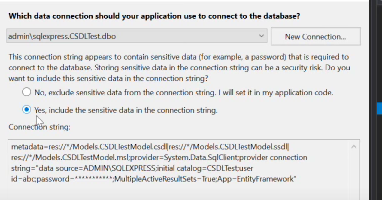 Which data connection should your application use to connect to the database?
admin\sqlexpress.CSDLTest.dbo
New Connection...
This connection string appears to contain sensitive data (for example, a password) that is required to
connect to the database. Storing sensitive data in the connection string can be a security risk. Do you
want to include this sensitive data in the connection string?
No, exclude sensitive data from the connection string. I will set it in my application code.
Yes, include the sensitive data in the connection string.
Connection string:
metadata=res://*/Models.CSDLTestModel.csdl|res://*/Models.CSDLTestModel.ssdl|
res://*/Models.CSDLTestModel.msl;provider=System.Data.SqlClient;provider connection
string="data source=ADMIN\SQLEXPRESS;initial catalog=CSDLTest;user
id=abc;password=***********;MultipleActiveResultSets=True;App=EntityFramework"